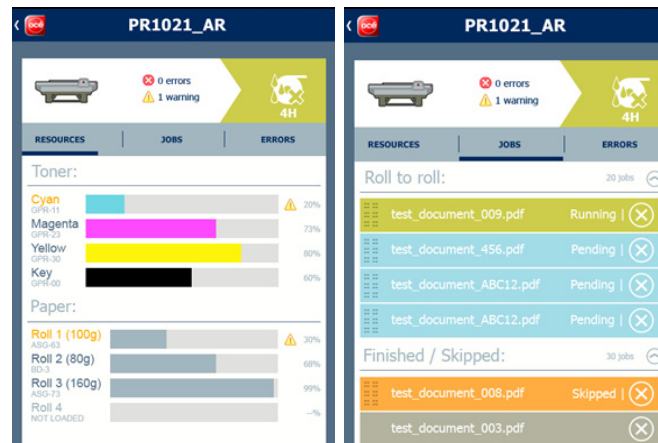 océ
PR1021_AR
0 errors
1 warning
4H
RESOURCES
JOBS
ERRORS
Toner:
Cyan
GPR-11
20%
Magenta
GPR-23
73%
Yellow
GPR-30
80%
Key
GPR-00
60%
Paper:
Roll 1 (100g)
ASG-63
30%
Roll 2 (80g)
BD-3
68%
Roll 3 (160g)
ASG-73
99%
Roll 4
NOT LOADED
--%
océ
PR1021_AR
0 errors
1 warning
4H
RESOURCES
JOBS
ERRORS
Roll to roll:
20 jobs
test_document_009.pdf
Running |
test_document_456.pdf
Pending |
test_document_ABC12.pdf
Pending |
test_document_ABC12.pdf
Pending |
Finished / Skipped:
30 jobs
test_document_008.pdf
Skipped |
test_document_003.pdf